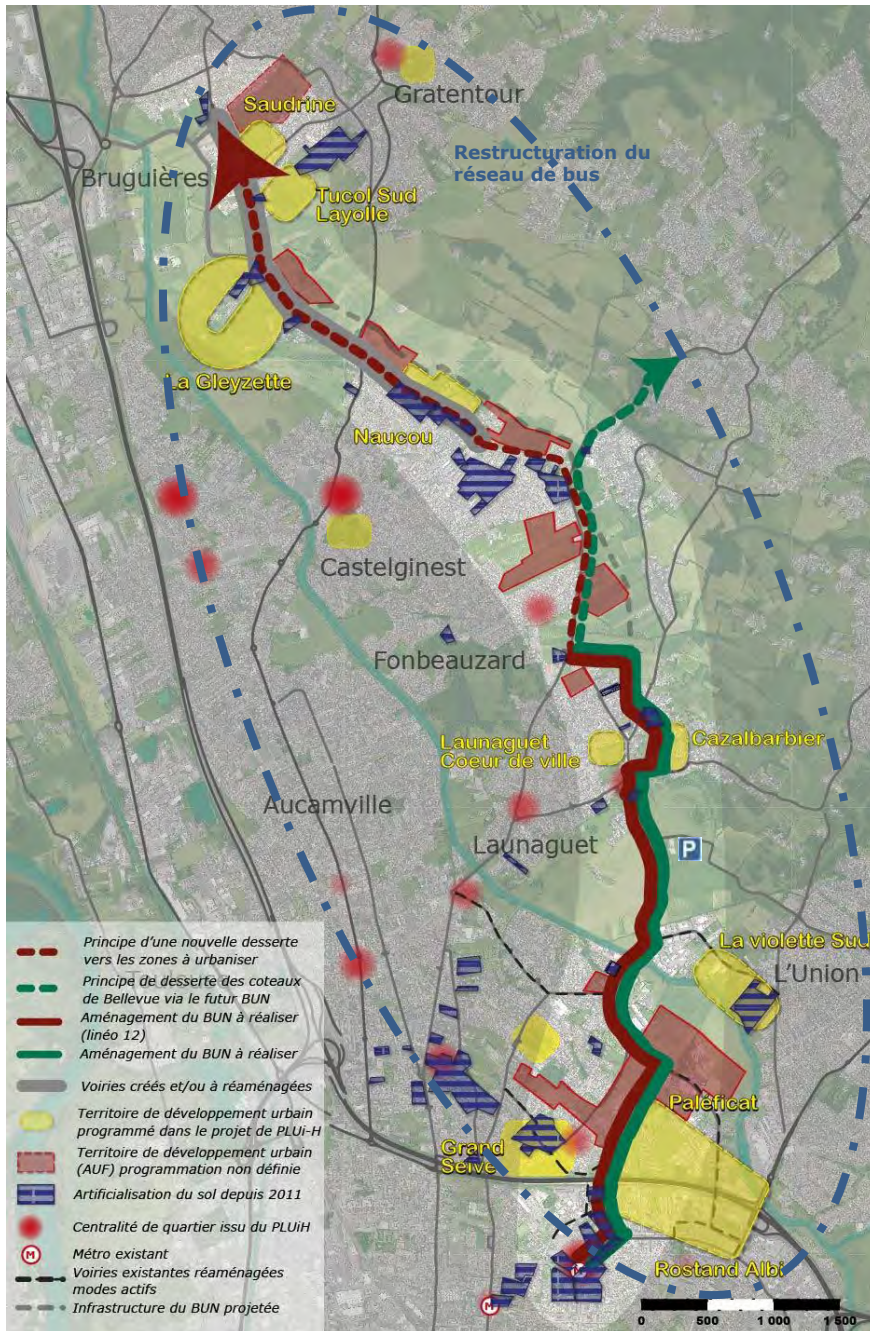 Gratentour
Saudrine
Restructuration du
réseau de bus
Bruguières
Tucol Sud
Layolle
La Gleyzette
Naucou
Castelginest
Fonbeauzard
Launaguet
Coeur de ville
Cazalbarbier
Aucamville
Launaguet
P
La violette Sud
L'Union
Paléficat
Grand
Selve
Rostand Albi
M
M
Principe d'une nouvelle desserte
vers les zones à urbaniser
Principe de desserte des coteaux
de Bellevue via le futur BUN
Aménagement du BUN à réaliser
(linéo 12)
Aménagement du BUN à réaliser
Voiries créés et/ou à réaménagées
Territoire de développement urbain
programmé dans le projet de PLUi-H
Territoire de développement urbain
(AUF) programmation non définie
Artificialisation du sol depuis 2011
Centralité de quartier issu du PLUiH
M
Métro existant
Voiries existantes réaménagées
modes actifs
Infrastructure du BUN projetée
0 500 1 000 1 500